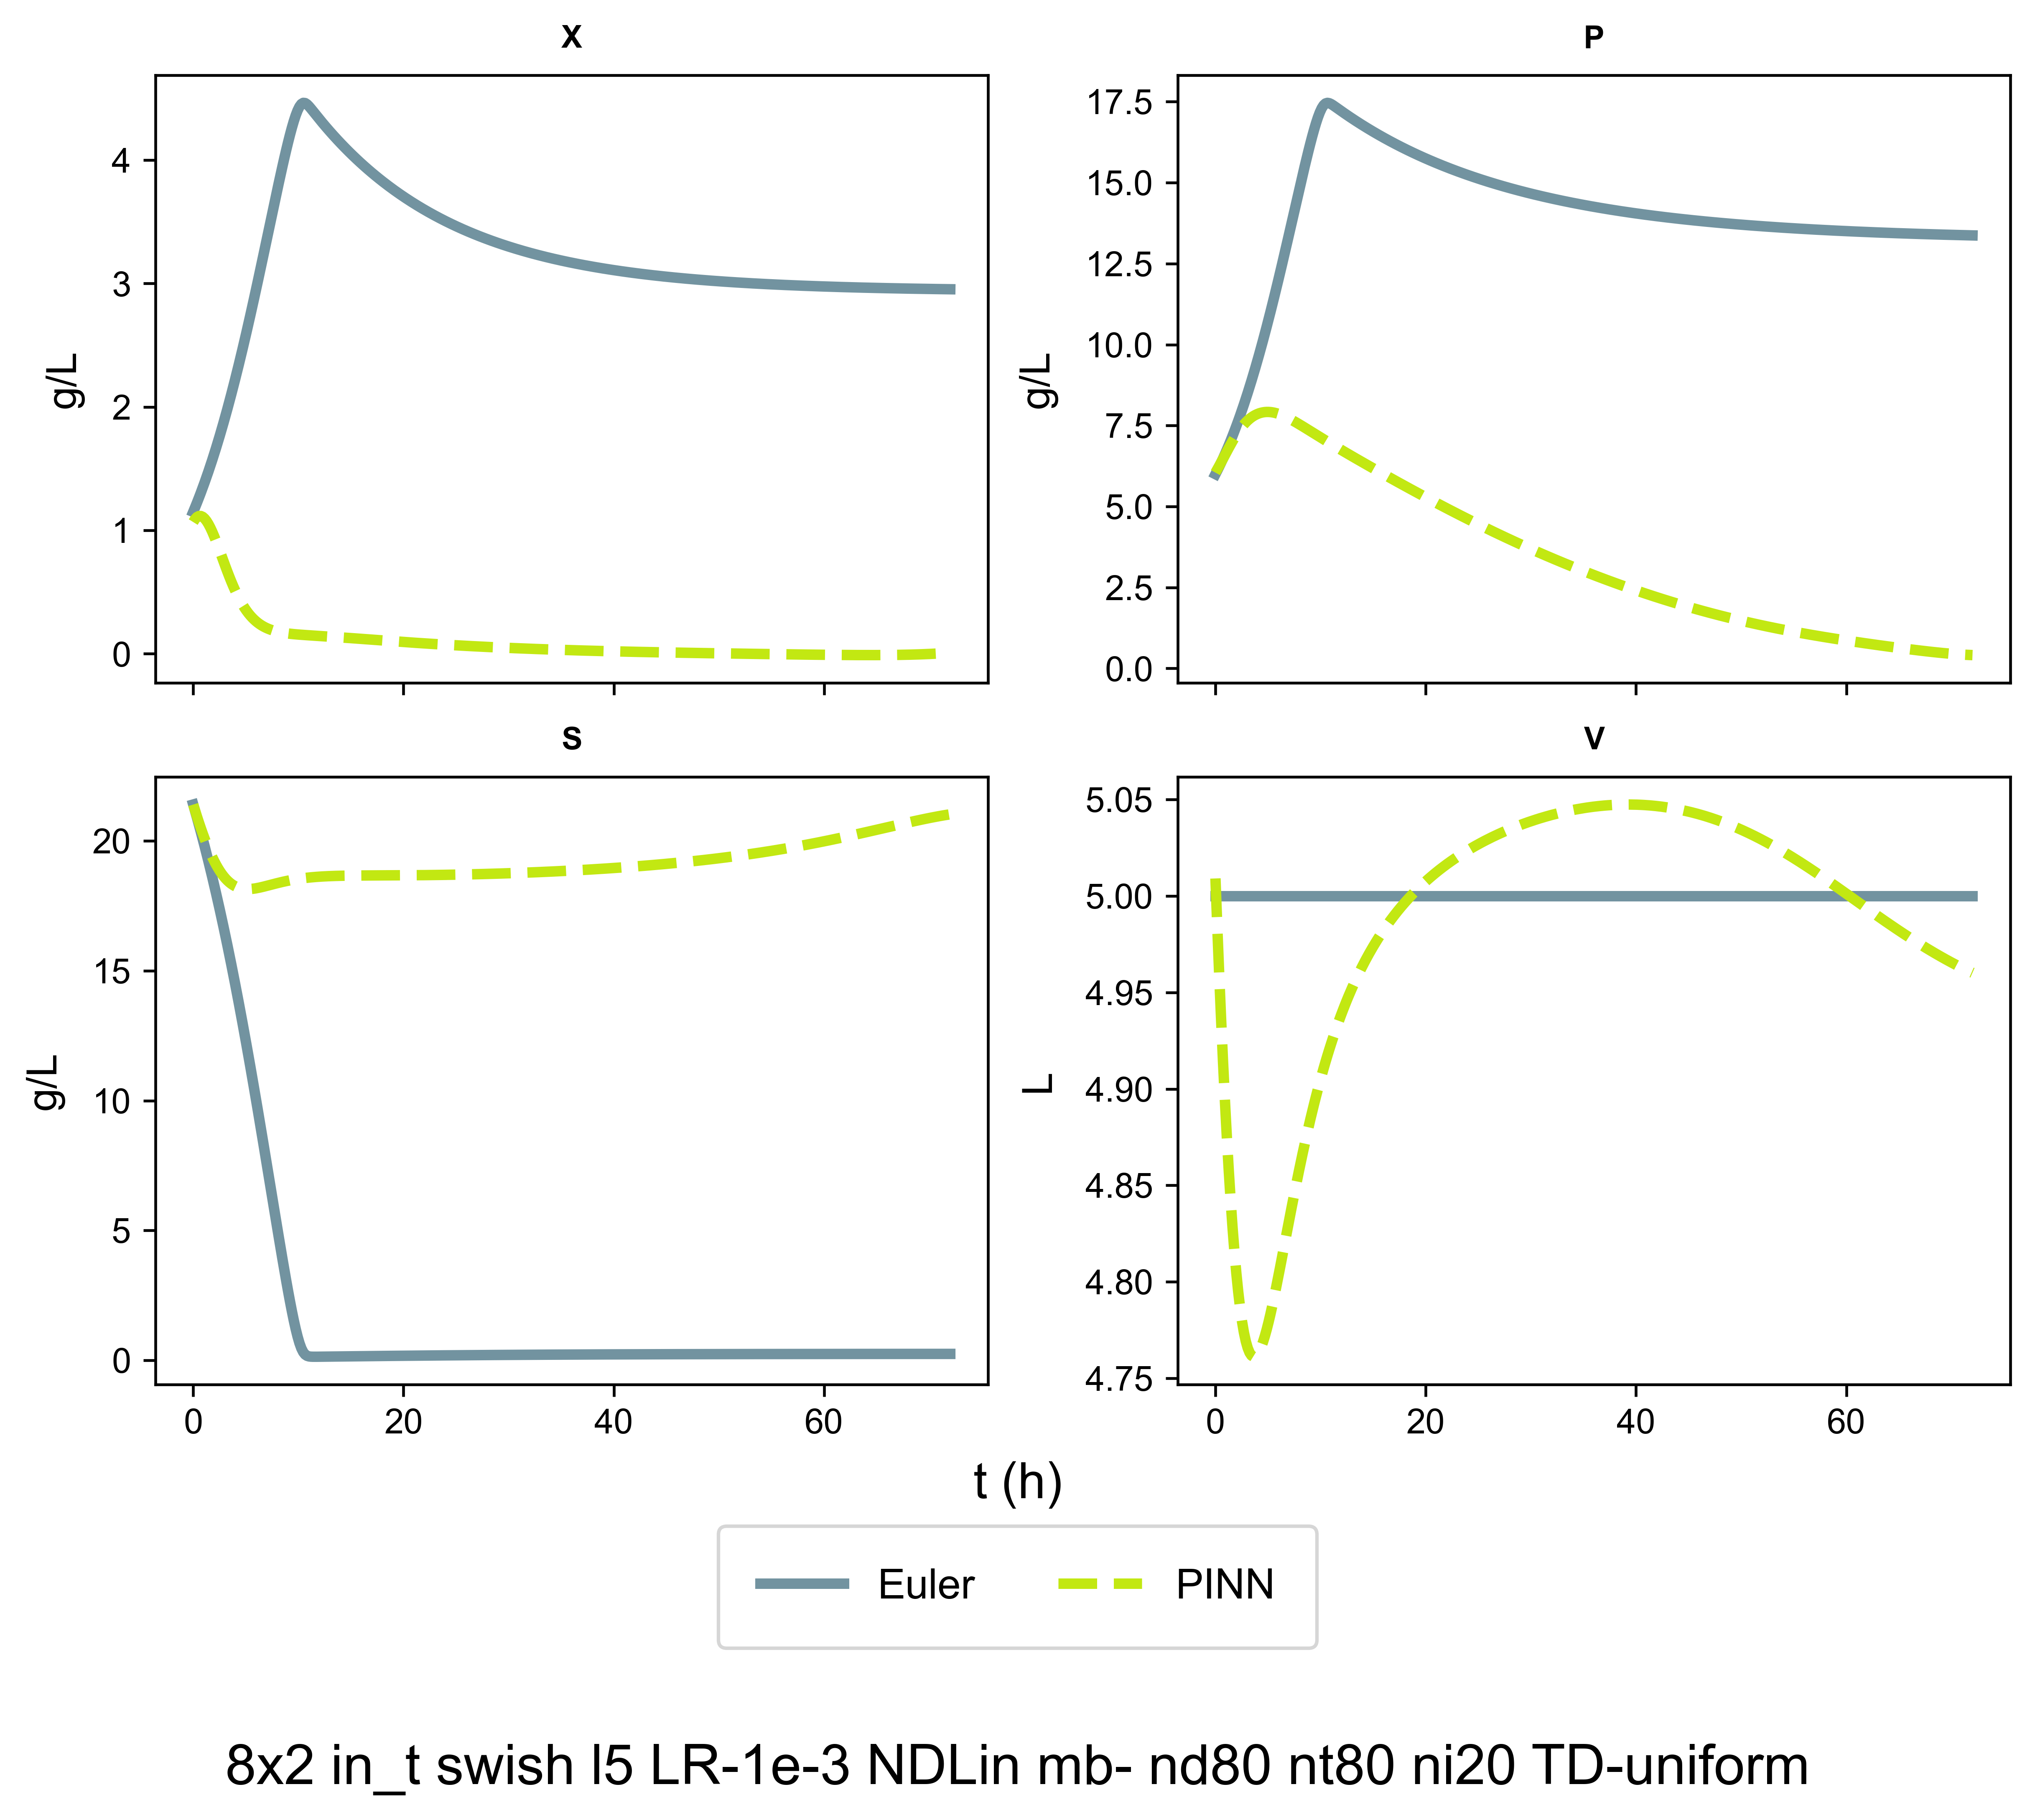 X
P
4
3
2
1
0
g/L
17.5
15.0
12.5
10.0
7.5
5.0
2.5
0.0
g/L
S
V
20
15
10
5
0
g/L
0 20 40 60
5.05
5.00
4.95
4.90
4.85
4.80
4.75
L
0 20 40 60
t (h)
Euler PINN
8x2 in_t swish l5 LR-1e-3 NDLin mb- nd80 nt80 ni20 TD-uniform